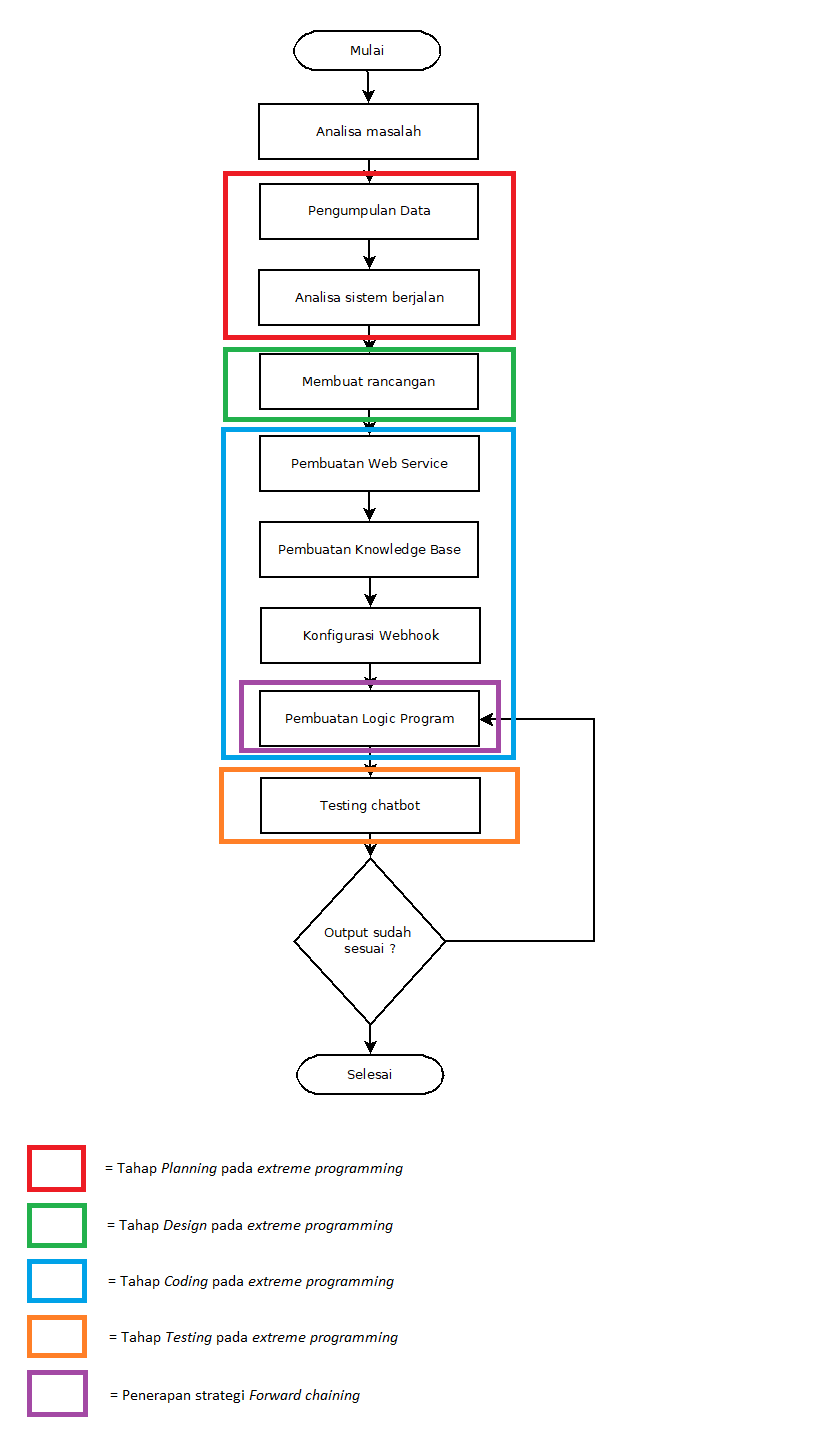 Mulai
Analisa masalah
Pengumpulan Data
Analisa sistem berjalan
Membuat rancangan
Pembuatan Web Service
Pembuatan Knowledge Base
Konfigurasi Webhook
Pembuatan Logic Program
Testing chatbot
Output sudah
sesuai ?
Selesai
= Tahap Planning pada extreme programming
= Tahap Design pada extreme programming
= Tahap Coding pada extreme programming
= Tahap Testing pada extreme programming
= Penerapan strategi Forward chaining